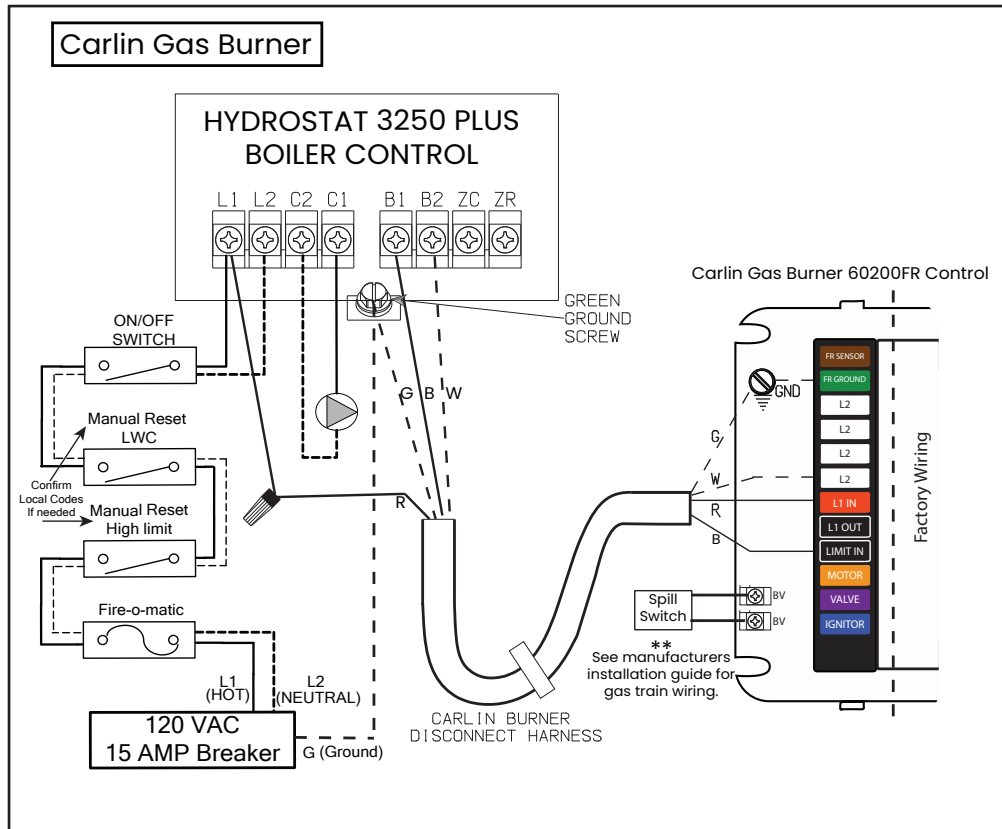 Carlin Gas Burner
HYDROSTAT 3250 PLUS
BOILER CONTROL
L1 L2 C2 C1 B1 B2 ZC ZR
GREEN
GROUND
SCREW
ON/OFF
SWITCH
Manual Reset
LWC
Confirm
Local Codes
If needed
Manual Reset
High limit
Fire-o-matic
L1
(HOT)
L2
(NEUTRAL)
120 VAC
15 AMP Breaker
G (Ground)
G B W
R
CARLIN BURNER
DISCONNECT HARNESS
Carlin Gas Burner 60200FR Control
GND
G
W
R
B
FR SENSOR
FR GROUND
L2
L2
L2
L2
L1 IN
L1 OUT
LIMIT IN
MOTOR
VALVE
IGNITOR
Factory Wiring
Spill
Switch
BV
BV
**
See manufacturers
installation guide for
gas train wiring.